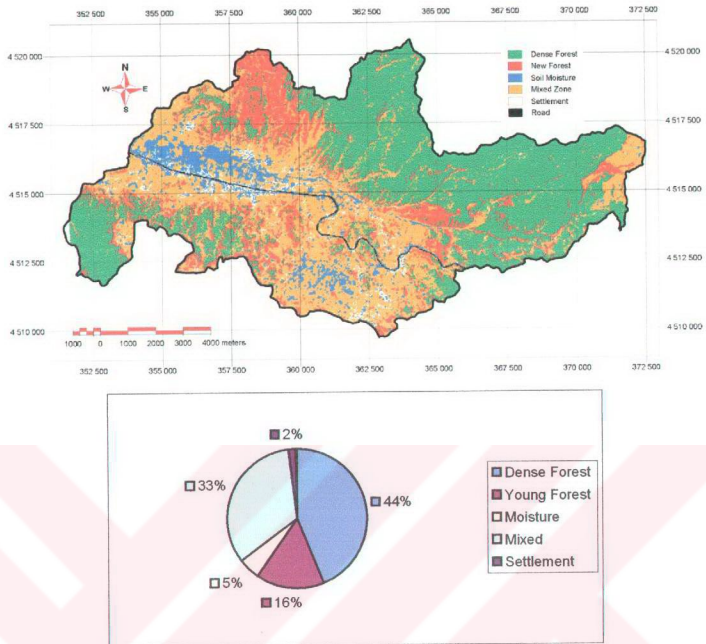 352 500 355 000 357 500 360 000 362 500 365 000 367 500 370 000 372 500
4 520 000 4 520 000
N
W E
S
Dense Forest
New Forest
Soil Moisture
Mixed Zone
Settlement
Road
4 517 500 4 517 500
4 515 000 4 515 000
4 512 500 4 512 500
4 510 000 4 510 000
1000 0 1000 2000 3000 4000 meters
352 500 355 000 357 500 360 000 362 500 365 000 367 500 370 000 372 500
2%
33%
44%
5%
16%
Dense Forest
Young Forest
Moisture
Mixed
Settlement